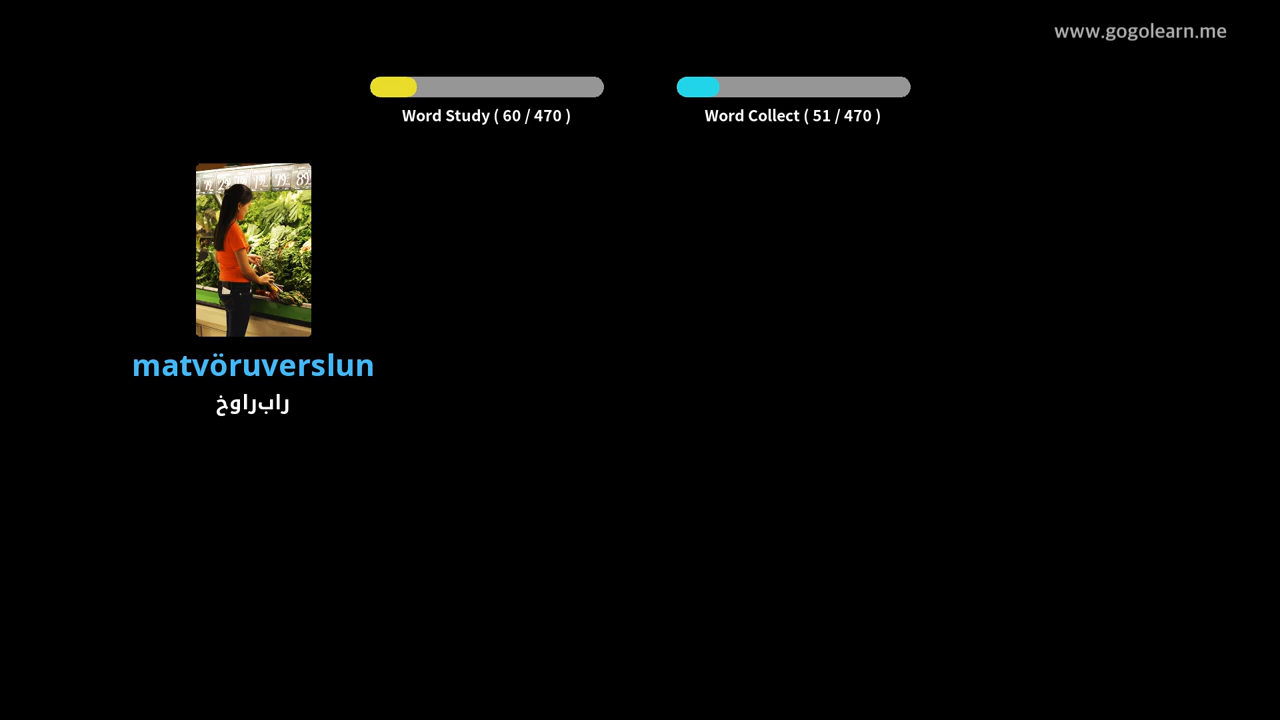 www.gogolearn.me
Word Study ( 60 / 470 )
Word Collect ( 51 / 470 )
matvöruverslun
رابراوخ